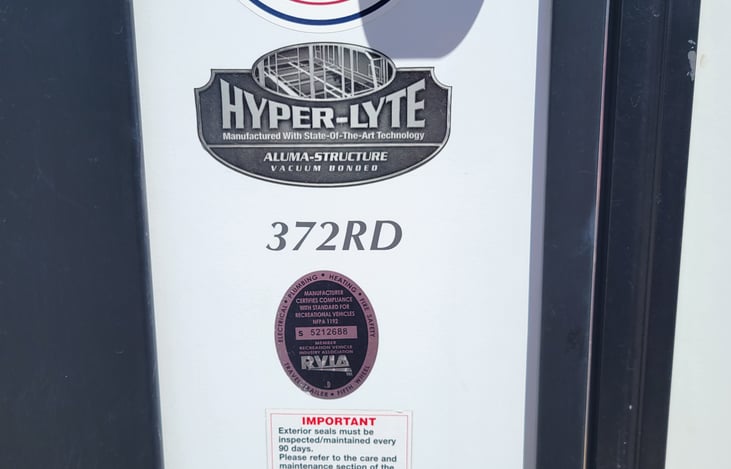 HYPER-LYTE
Manufactured With State-Of-The-Art Technology
ALUMA-STRUCTURE
VACUUM BONDED
372RD
ELECTRICAL • PLUMBING • HEATING • FIRE SAFETY
MANUFACTURER
CERTIFIES COMPLIANCE
WITH STANDARD FOR
RECREATIONAL VEHICLES
NFPA 1192
S 5212688
MEMBER
RECREATION VEHICLE
INDUSTRY ASSOCIATION
RVIA
TRAVEL TRAILER • FIFTH WHEEL
IMPORTANT
Exterior seals must be
inspected/maintained every
90 days.
Please refer to the care and
maintenance section of the